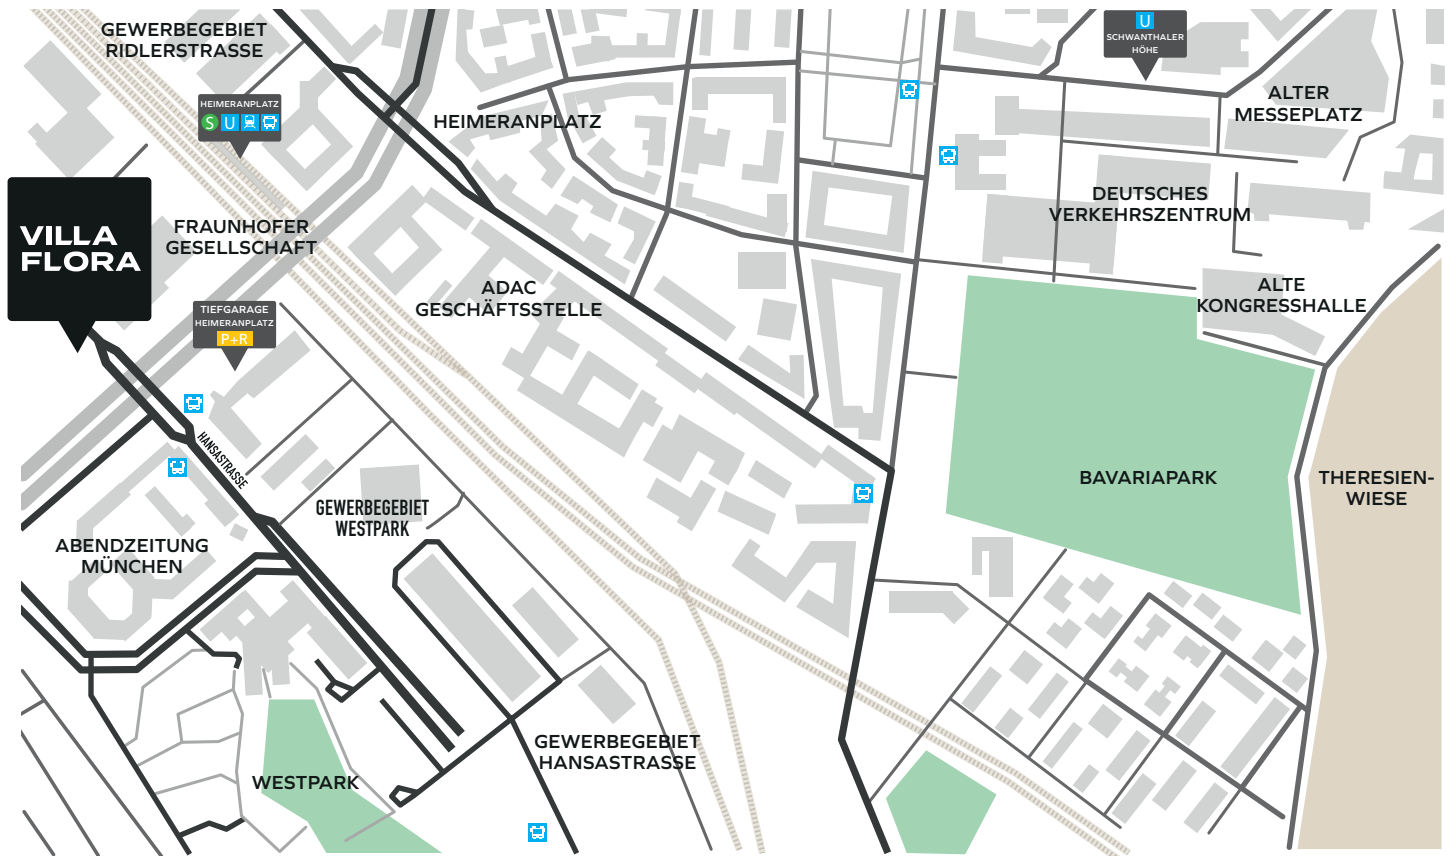 GEWERBEGEBIET
RIDLERSTRASSE
U
SCHWANTHALER
HÖHE
HEIMERANPLATZ
S U
HEIMERANPLATZ
ALTER
MESSEPLATZ
VILLA
FLORA
FRAUNHOFER
GESELLSCHAFT
DEUTSCHES
VERKEHRSZENTRUM
ADAC
GESCHÄFTSSTELLE
ALTE
KONGRESSHALLE
TIEFGARAGE
HEIMERANPLATZ
P+R
HANSASTRASSE
GEWERBEGEBIET
WESTPARK
BAVARIAPARK
THERESIEN-
WIESE
ABENDZEITUNG
MÜNCHEN
GEWERBEGEBIET
HANSASTRASSE
WESTPARK